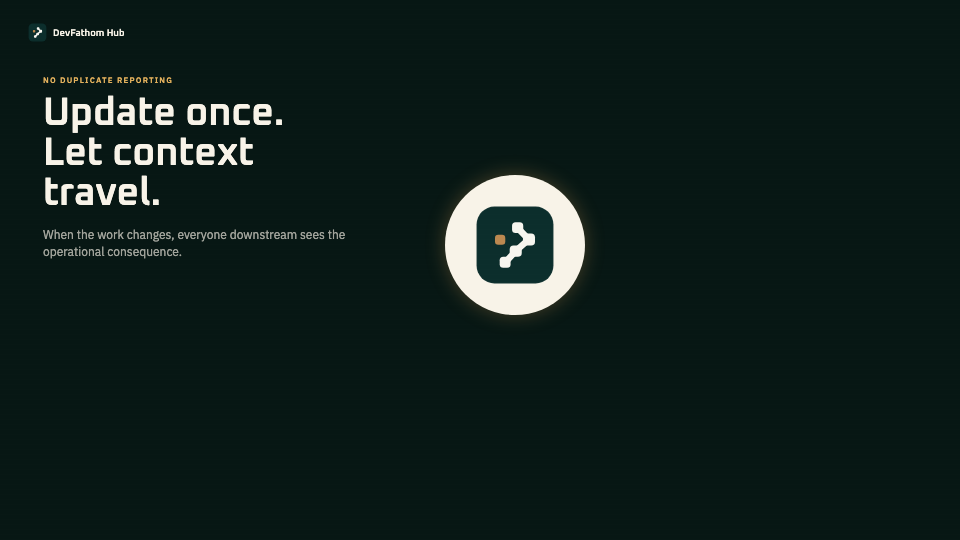 DevFathom Hub
NO DUPLICATE REPORTING
Update once.
Let context
travel.
When the work changes, everyone downstream sees the
operational consequence.